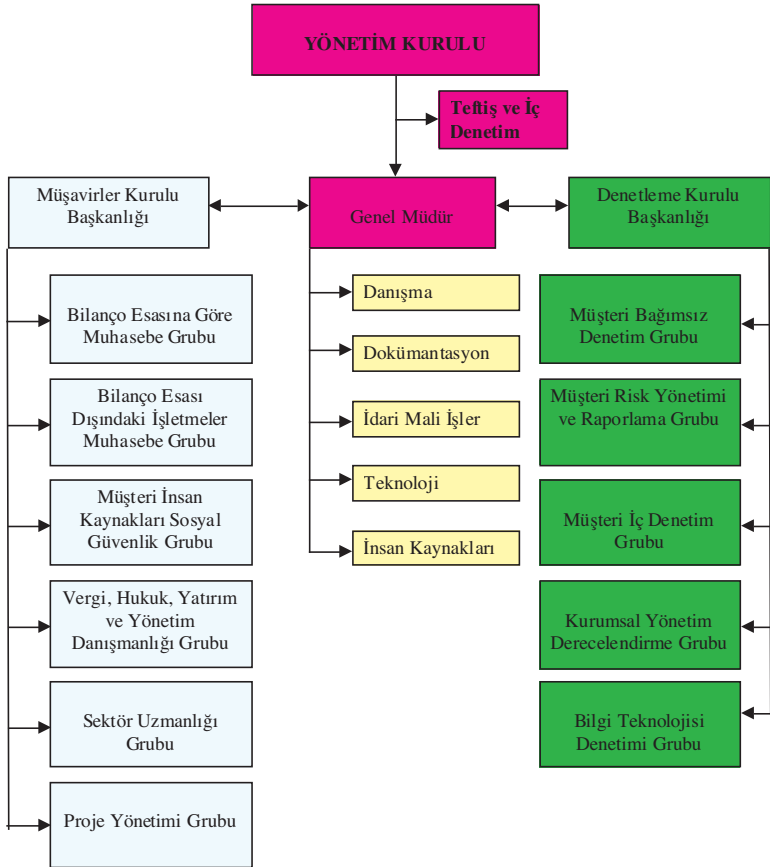 YÖNETİM KURULU
Teftiş ve İç
Denetim
Müşavirler Kurulu
Başkanlığı
Genel Müdür
Denetleme Kurulu
Başkanlığı
Bilanço Esasına Göre
Muhasebe Grubu
Bilanço Esası
Dışındaki İşletmeler
Muhasebe Grubu
Müşteri İnsan
Kaynakları Sosyal
Güvenlik Grubu
Vergi, Hukuk, Yatırım
ve Yönetim
Danışmanlığı Grubu
Sektör Uzmanlığı
Grubu
Proje Yönetimi Grubu
Danışma
Dokümantasyon
İdari Mali İşler
Teknoloji
İnsan Kaynakları
Müşteri Bağımsız
Denetim Grubu
Müşteri Risk Yönetimi
ve Raporlama Grubu
Müşteri İç Denetim
Grubu
Kurumsal Yönetim
Derecelendirme Grubu
Bilgi Teknolojisi
Denetimi Grubu